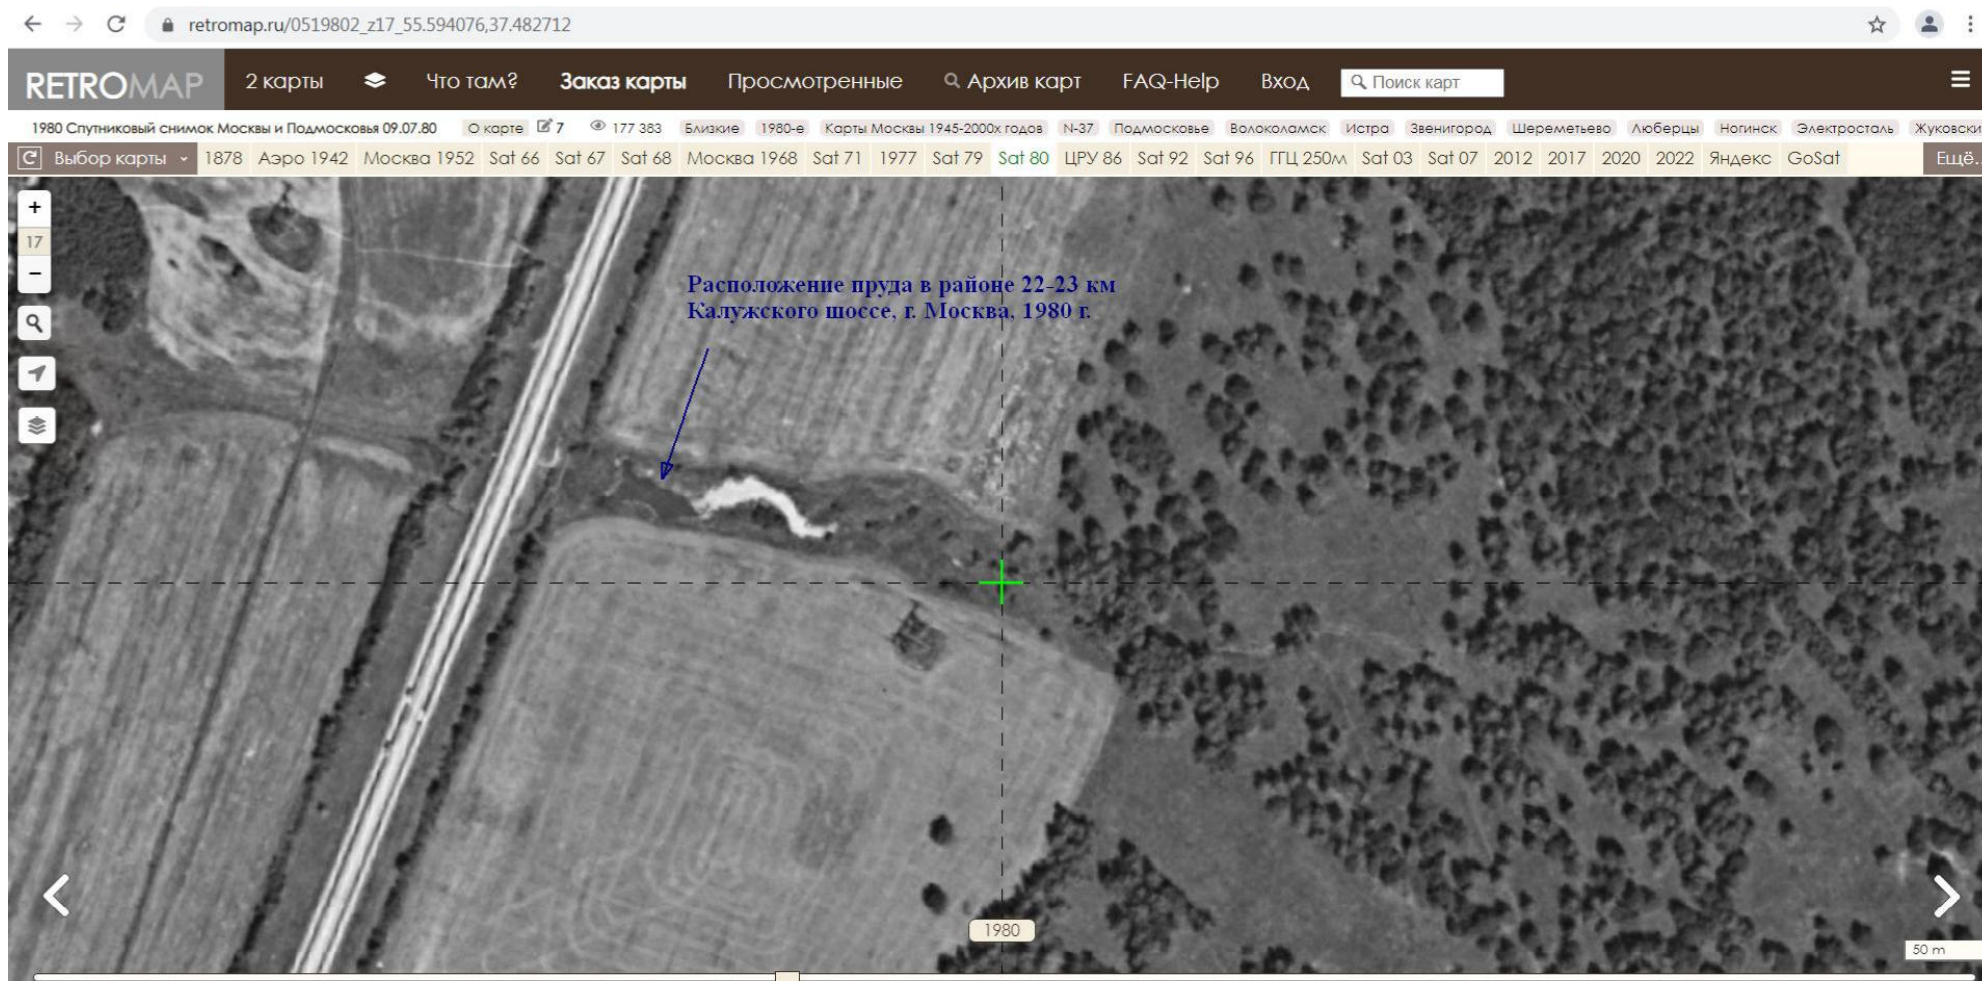 retromap.ru/0519802_z17_55.594076,37.482712
RETROMAP 2 карты Что там? Заказ карты Просмотренные Архив карт FAQ-Help Вход Поиск карт
1980 Спутниковый снимок Москвы и Подмосковья 09.07.80 О карте 7 177 383 Близкие 1980-е Карты Москвы 1945-2000х годов N-37 Подмосковье Волоколамск Истра Звенигород Шереметьево Люберцы Ногинск Электросталь Жуковски
Выбор карты 1878 Аэро 1942 Москва 1952 Sat 66 Sat 67 Sat 68 Москва 1968 Sat 71 1977 Sat 79 Sat 80 ЦРУ 86 Sat 92 Sat 96 ГГЦ 250м Sat 03 Sat 07 2012 2017 2020 2022 Яндекс GoSat Ещё..
+
17
−
Расположение пруда в районе 22-23 км
Калужского шоссе, г. Москва, 1980 г.
1980
50 m